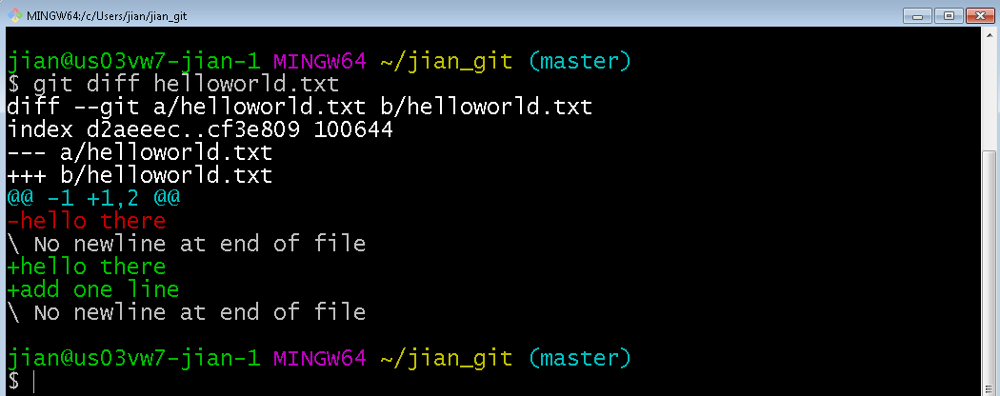 MINGW64:/c/Users/jian/jian_git
jian@us03vw7-jian-1 MINGW64 ~/jian_git (master)
$ git diff helloworld.txt
diff --git a/helloworld.txt b/helloworld.txt
index d2aeeec..cf3e809 100644
--- a/helloworld.txt
+++ b/helloworld.txt
@@ -1 +1,2 @@
-hello there
\ No newline at end of file
+hello there
+add one line
\ No newline at end of file
jian@us03vw7-jian-1 MINGW64 ~/jian_git (master)
$